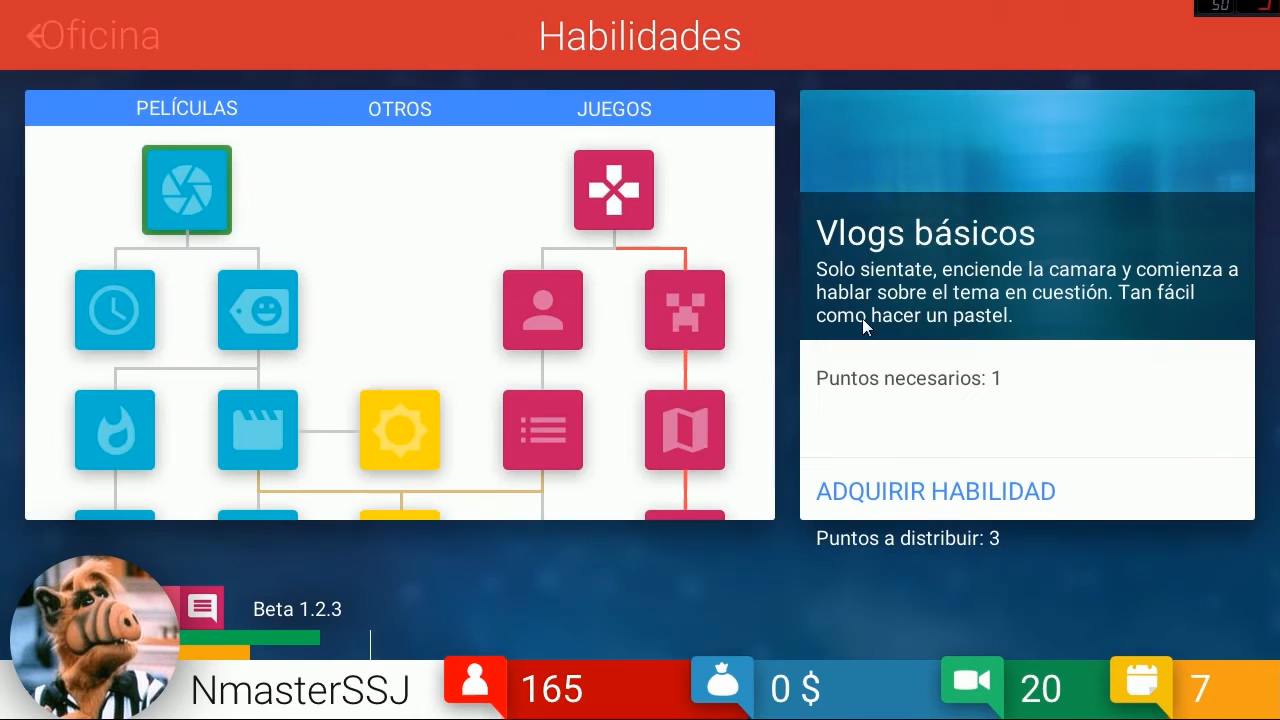 Oficina
Habilidades
50
PELÍCULAS
OTROS
JUEGOS
Vlogs básicos
Solo sientate, enciende la camara y comienza a
hablar sobre el tema en cuestión. Tan fácil
como hacer un pastel.
Puntos necesarios: 1
ADQUIRIR HABILIDAD
Puntos a distribuir: 3
Beta 1.2.3
NmasterSSJ
165
0 $
20
7